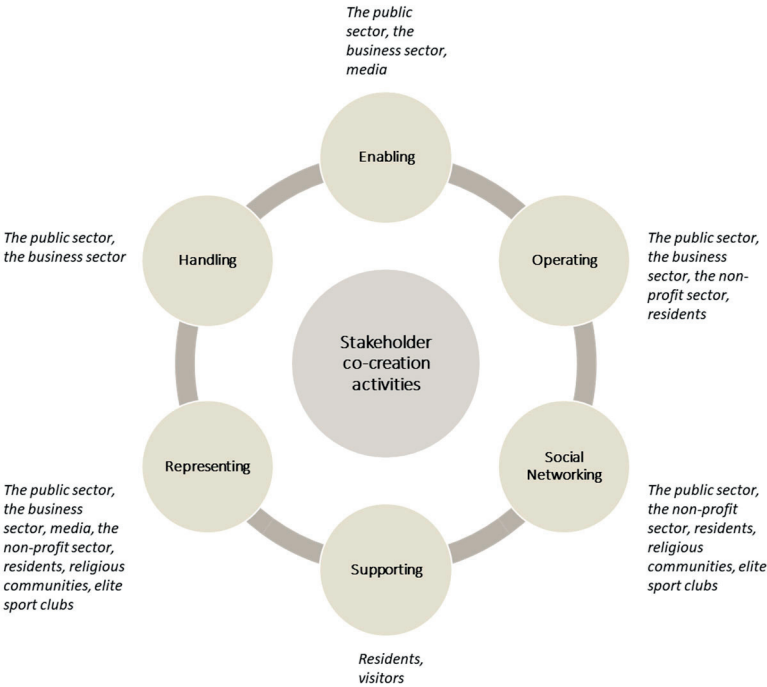 The public
sector, the
business sector,
media
Enabling
The public sector,
the business sector
Handling
Operating
The public sector,
the business
sector, the non-
profit sector,
residents
Stakeholder
co-creation
activities
Representing
Social
Networking
The public sector,
the business
sector, media, the
non-profit sector,
residents, religious
communities, elite
sport clubs
The public sector,
the non-profit
sector, residents,
religious
communities, elite
sport clubs
Supporting
Residents,
visitors